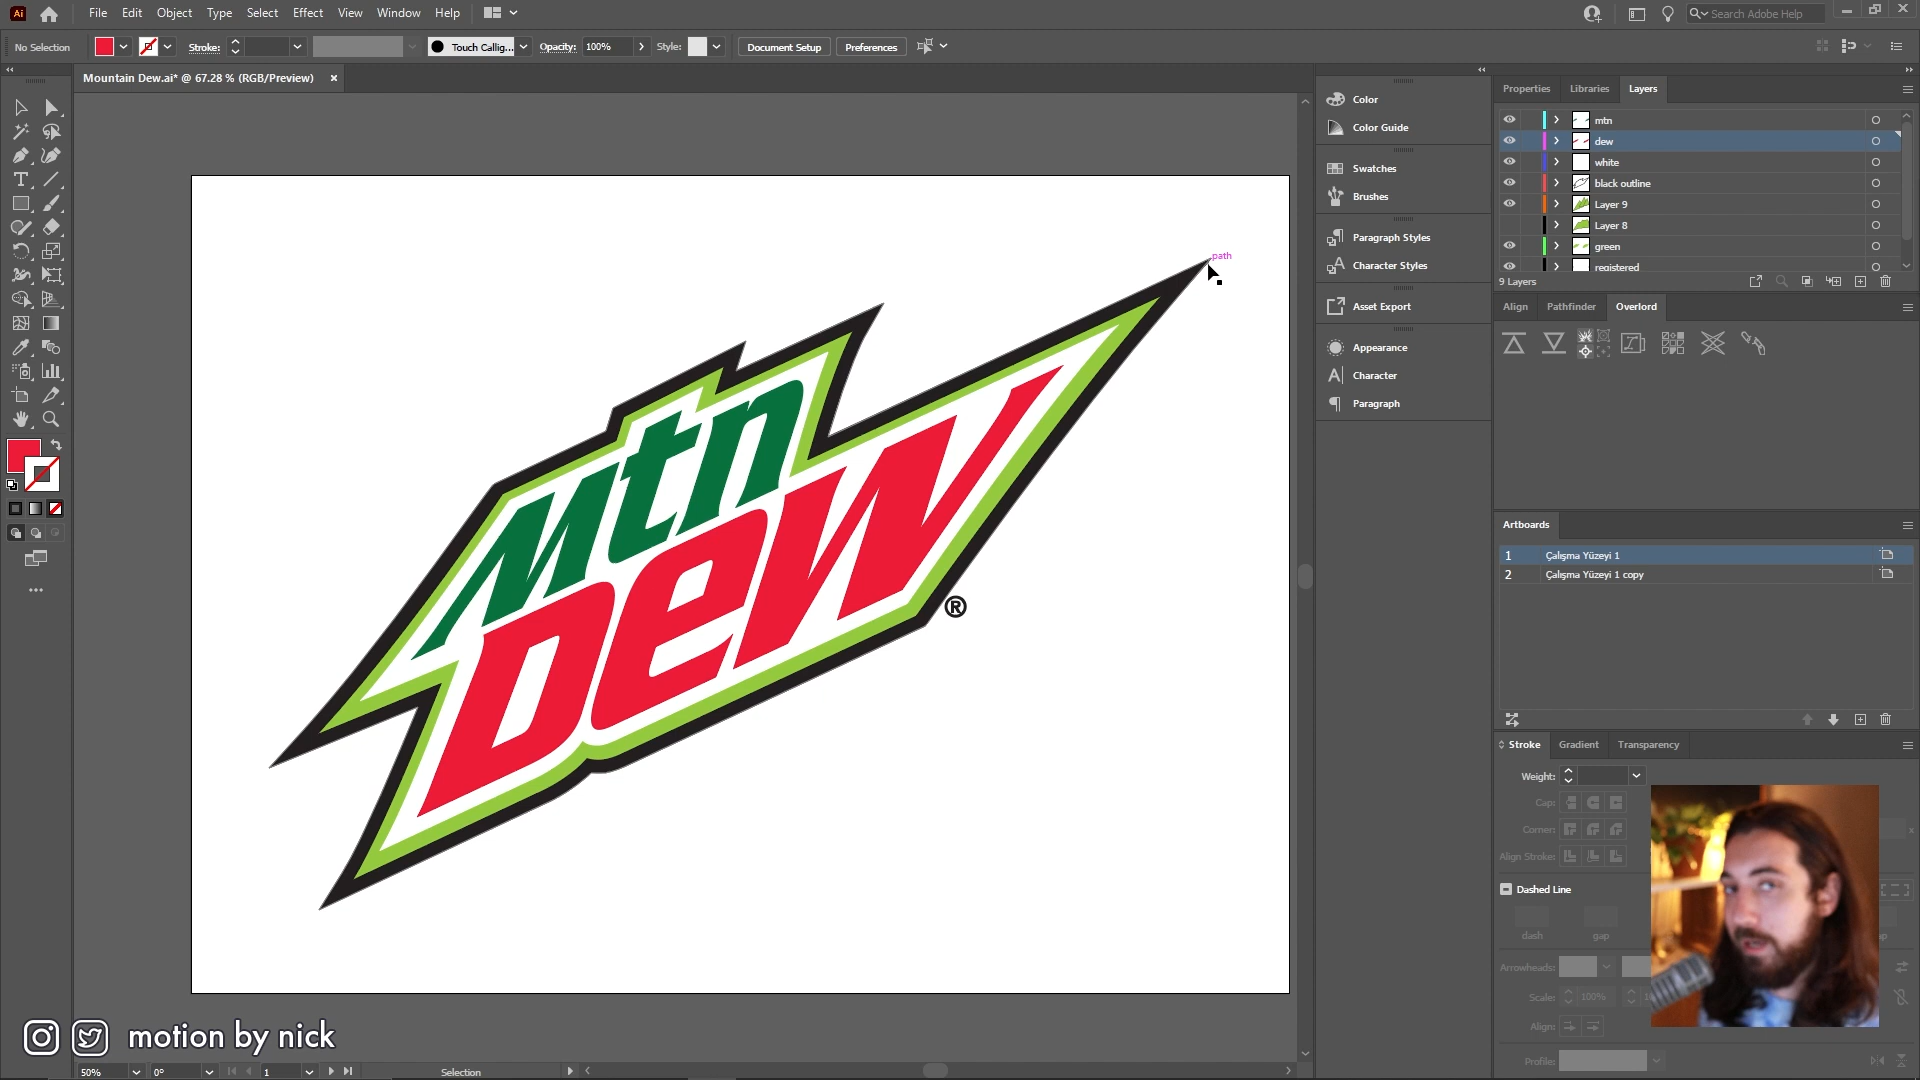 Ai File Edit Object Type Select Effect View Window Help Search Adobe Help
No Selection Stroke: Touch Callig... Opacity: 100% Style: Document Setup Preferences
Mountain Dew.ai* @ 67.28 % (RGB/Preview)
path
Mtn
Dew
®
Color
Color Guide
Swatches
Brushes
Paragraph Styles
Character Styles
Asset Export
Appearance
Character
Paragraph
Properties Libraries Layers
mtn
dew
white
black outline
Layer 9
Layer 8
green
registered
9 Layers
Align Pathfinder Overlord
Artboards
1 Çalışma Yüzeyi 1
2 Çalışma Yüzeyi 1 copy
Stroke Gradient Transparency
Weight:
Cap:
Corner:
Align Stroke:
Dashed Line
dash gap
Arrowheads:
Scale: 100%
Align:
Profile:
motion by nick
50% 0° 1 Selection